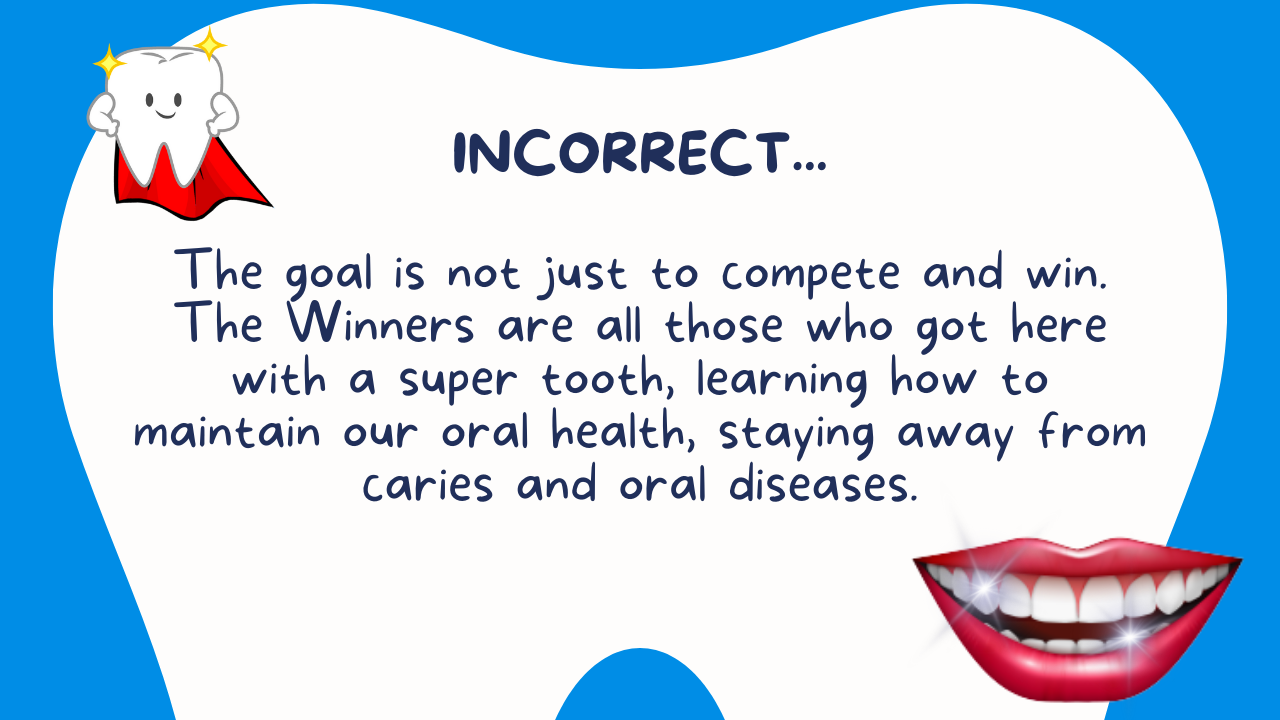 INCORRECT...
The goal is not just to compete and win.
The Winners are all those who got here
with a super tooth, learning how to
maintain our oral health, staying away from
caries and oral diseases.